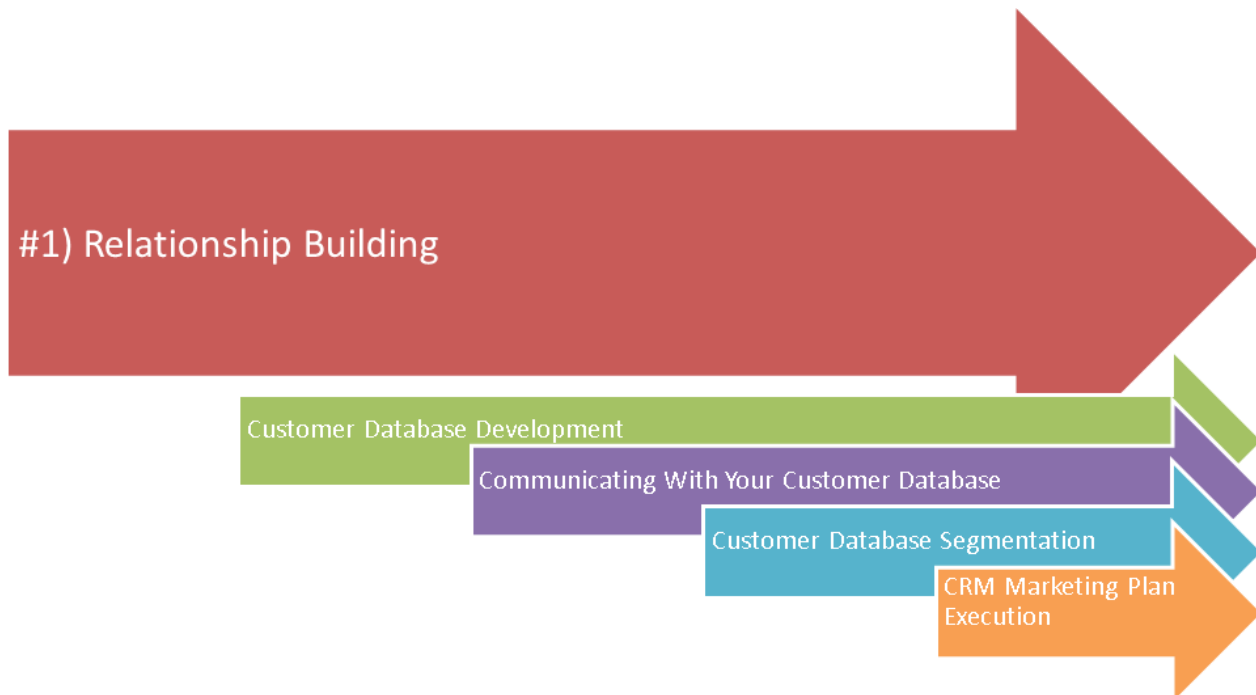 #1) Relationship Building
Customer Database Development
Communicating With Your Customer Database
Customer Database Segmentation
CRM Marketing Plan
Execution